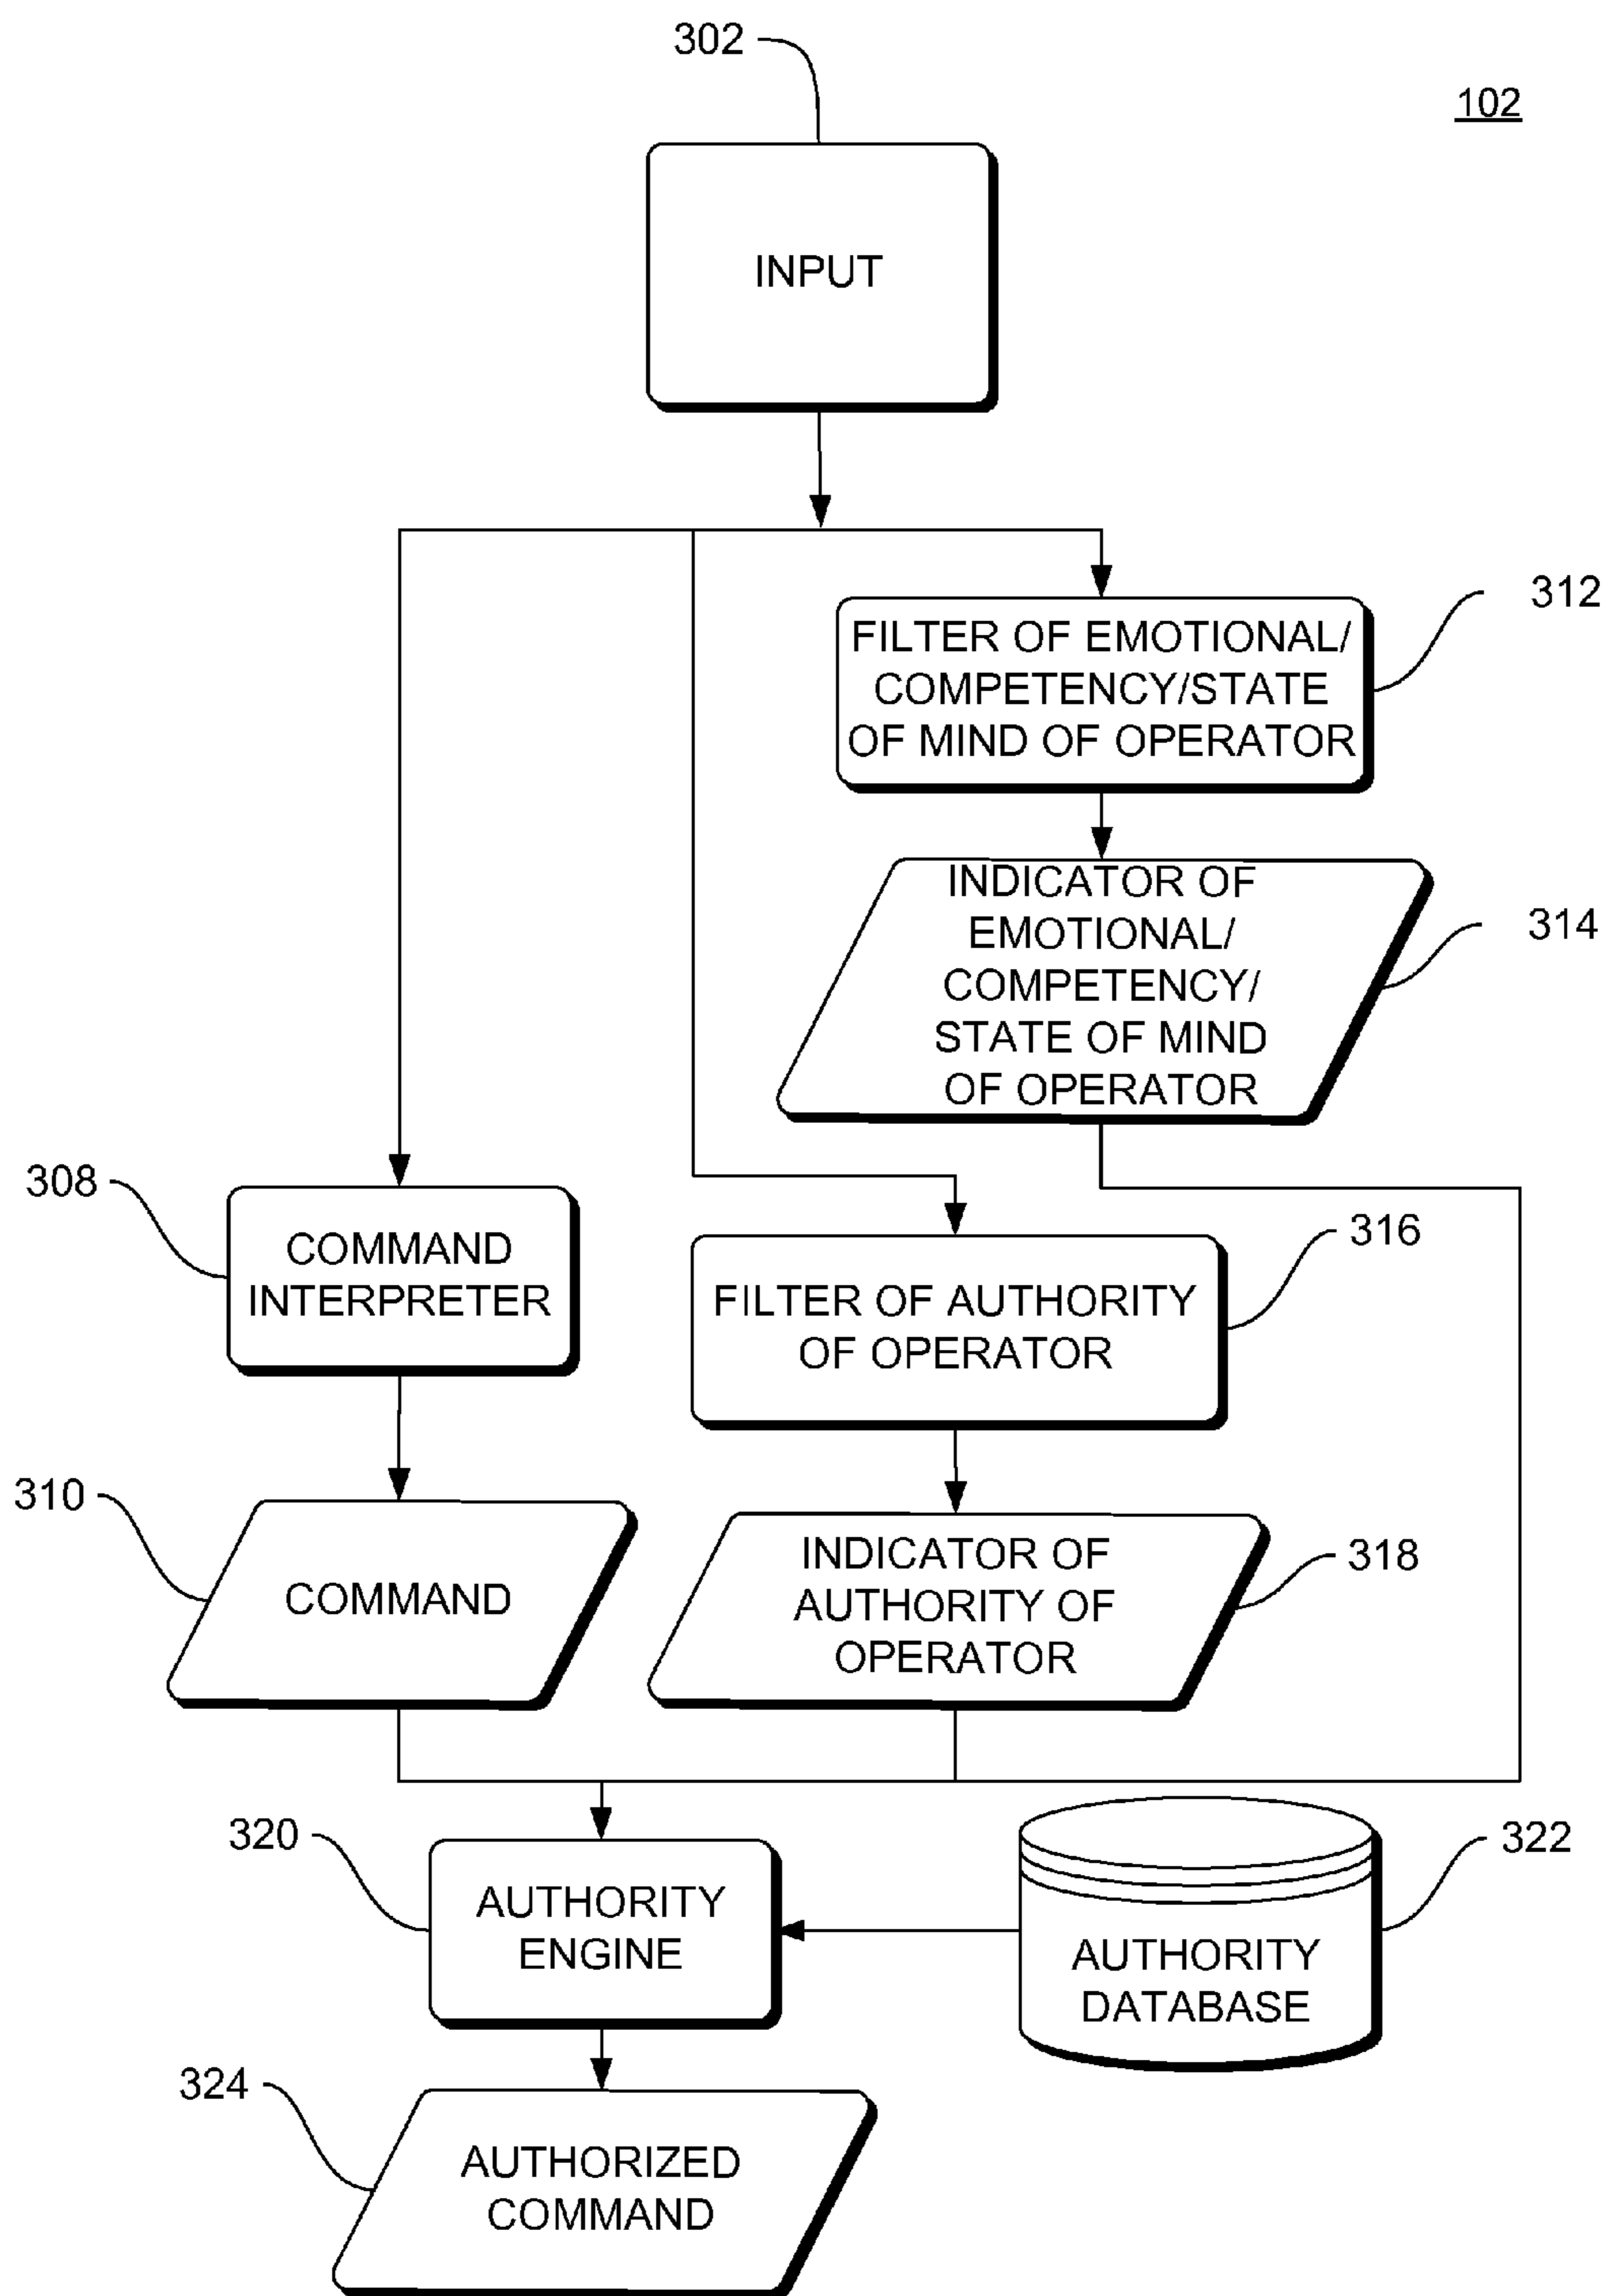 302
102
INPUT
312
FILTER OF EMOTIONAL/
COMPETENCY/STATE
OF MIND OF OPERATOR
314
INDICATOR OF
EMOTIONAL/
COMPETENCY/
STATE OF MIND
OF OPERATOR
308
COMMAND
INTERPRETER
316
FILTER OF AUTHORITY
OF OPERATOR
310
COMMAND
318
INDICATOR OF
AUTHORITY OF
OPERATOR
320
AUTHORITY
ENGINE
322
AUTHORITY
DATABASE
324
AUTHORIZED
COMMAND